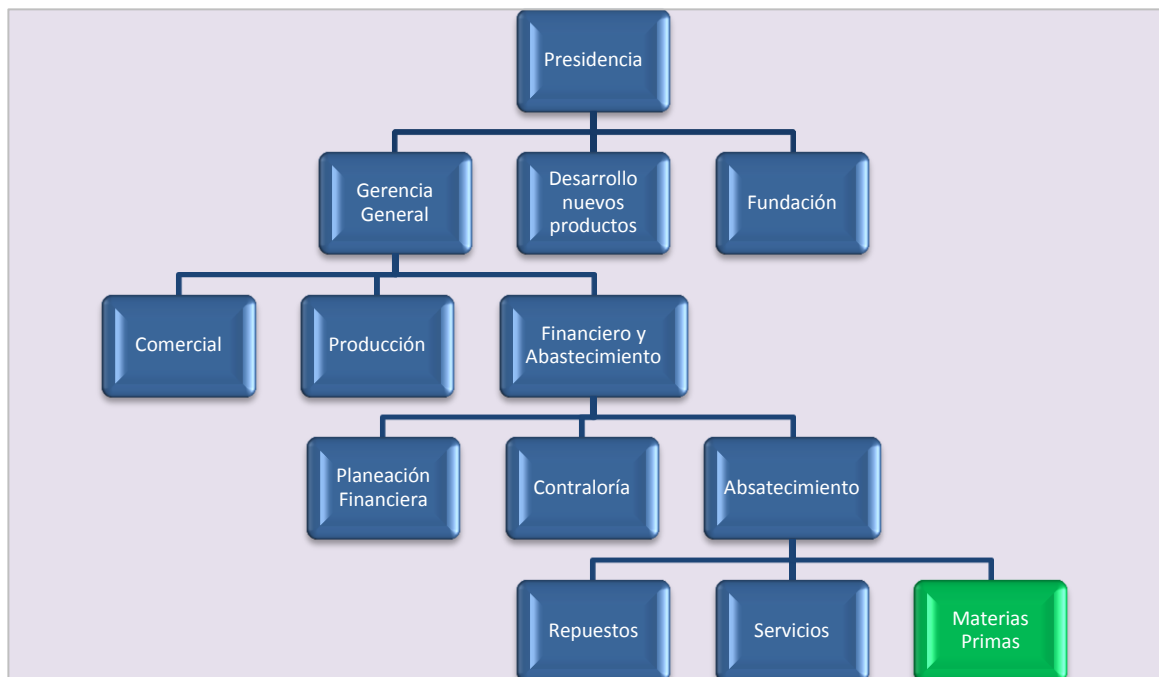 Presidencia
Gerencia
General
Desarrollo
nuevos
productos
Fundación
Comercial
Producción
Financiero y
Abastecimiento
Planeación
Financiera
Contraloría
Absatecimiento
Repuestos
Servicios
Materias
Primas